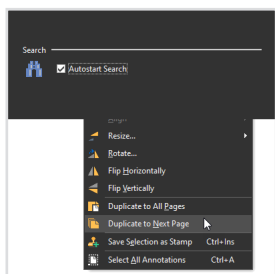 Search
Autostart Search
Resize...
Rotate...
Flip Horizontally
Flip Vertically
Duplicate to All Pages
Duplicate to Next Page
Save Selection as Stamp Ctrl+Ins
Select All Annotations Ctrl+A